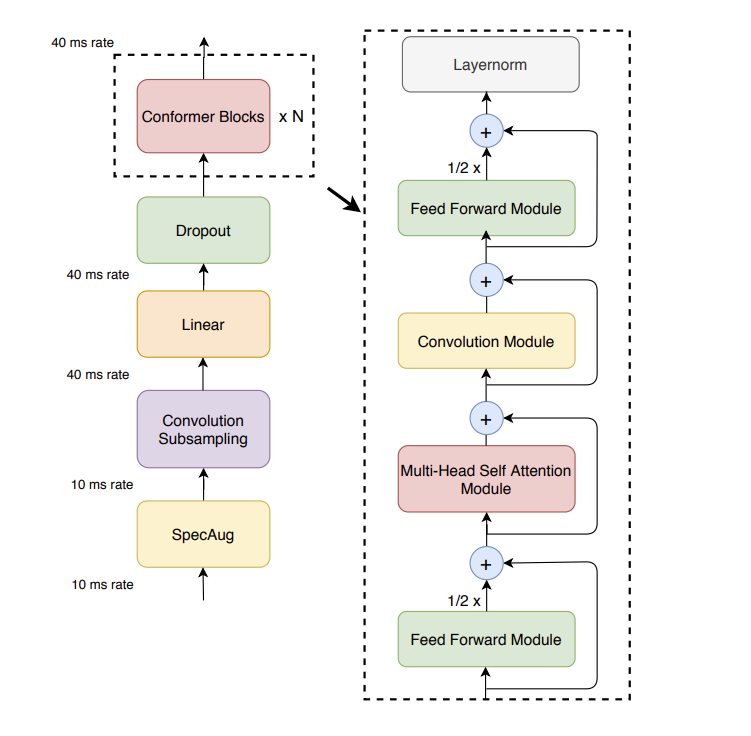 40 ms rate
Conformer Blocks
x N
Dropout
40 ms rate
Linear
40 ms rate
Convolution
Subsampling
10 ms rate
SpecAug
10 ms rate
Layernorm
+
1/2 x
Feed Forward Module
+
Convolution Module
+
Multi-Head Self Attention
Module
+
1/2 x
Feed Forward Module